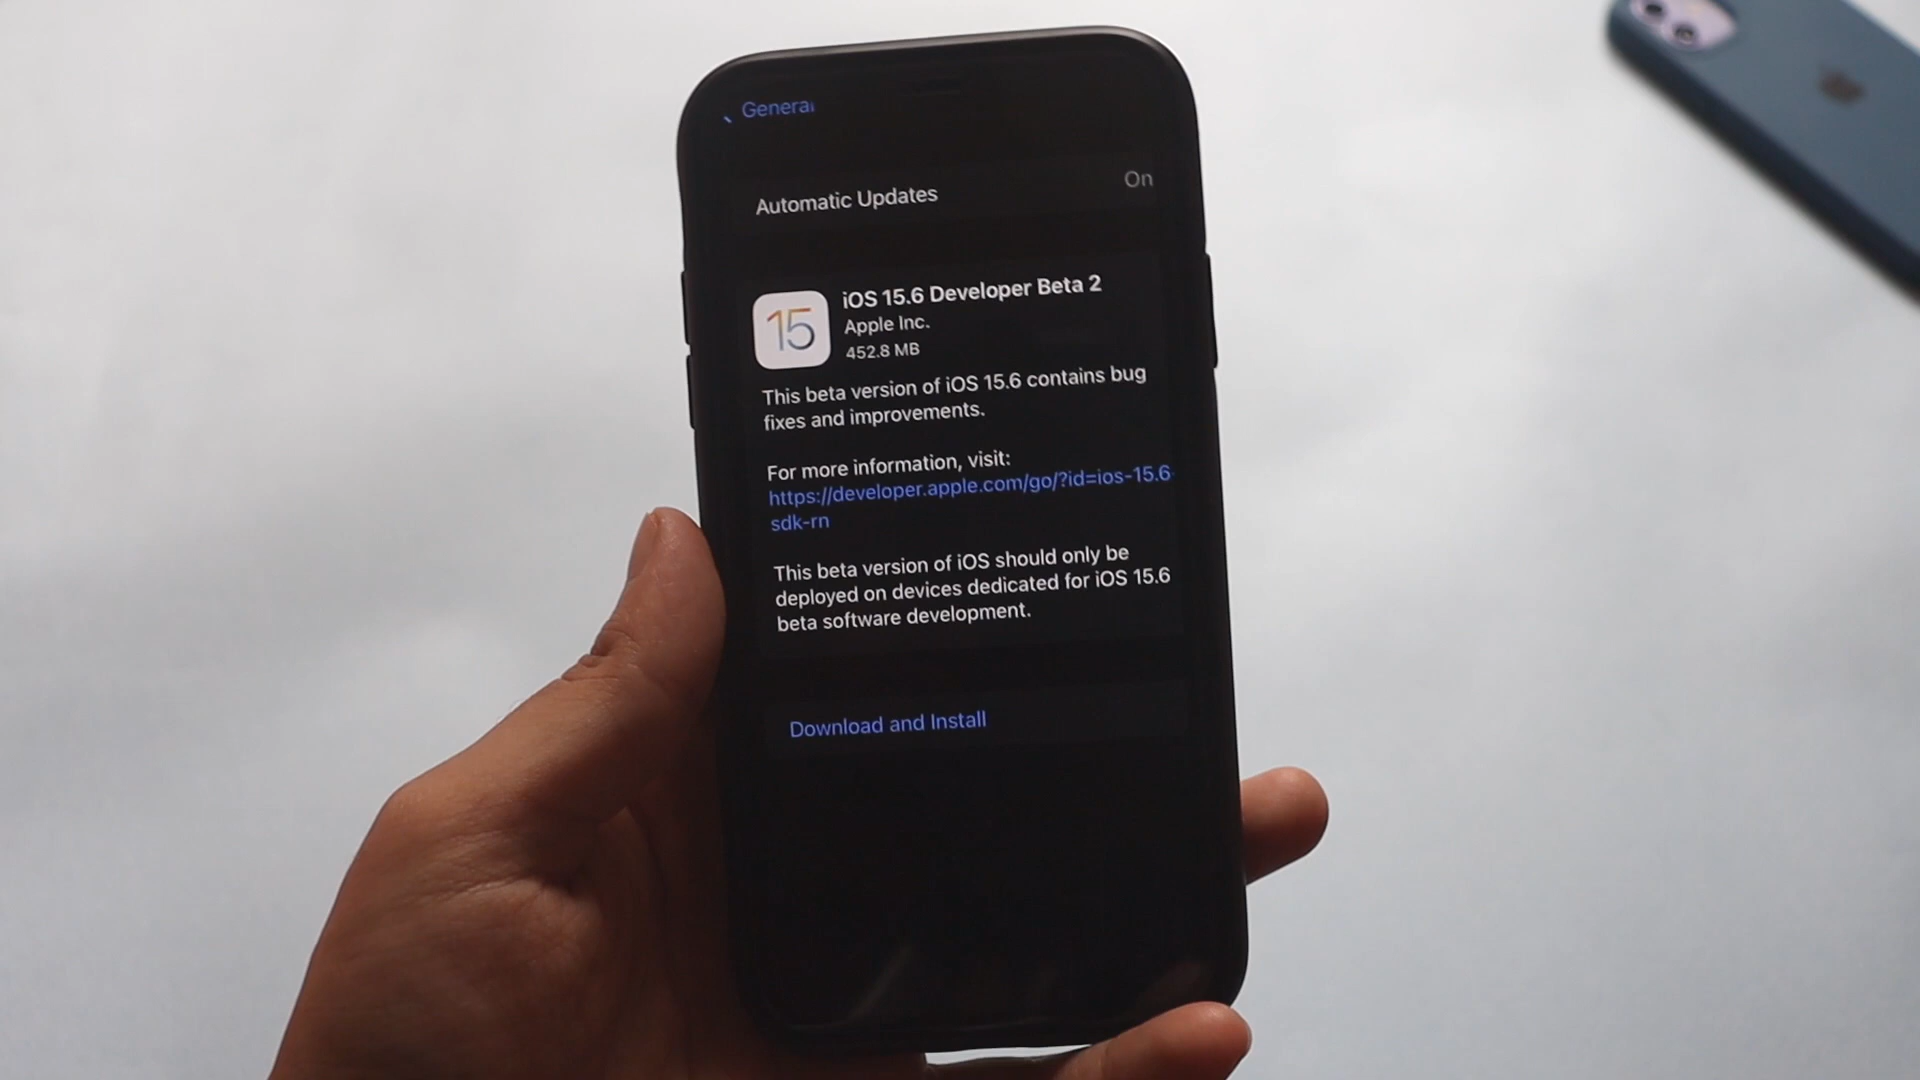 General
Automatic Updates On
15
iOS 15.6 Developer Beta 2
Apple Inc.
452.8 MB
This beta version of iOS 15.6 contains bug
fixes and improvements.
For more information, visit:
https://developer.apple.com/go/?id=ios-15.6
sdk-rn
This beta version of iOS should only be
deployed on devices dedicated for iOS 15.6
beta software development.
Download and Install